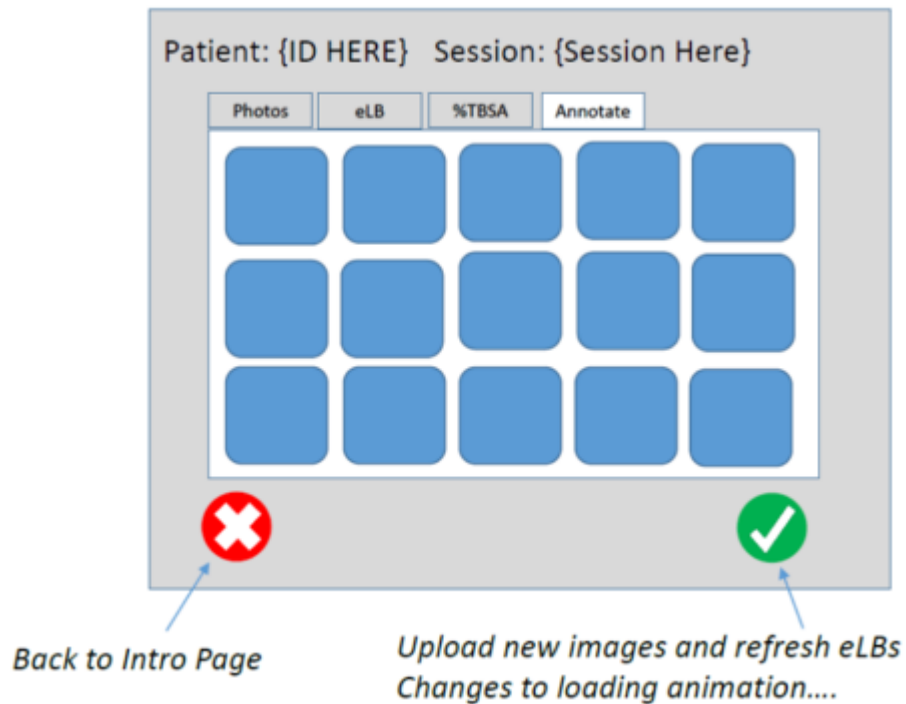 Patient: {ID HERE} Session: {Session Here}
Photos eLB %TBSA Annotate
Back to Intro Page
Upload new images and refresh eLBs
Changes to loading animation....